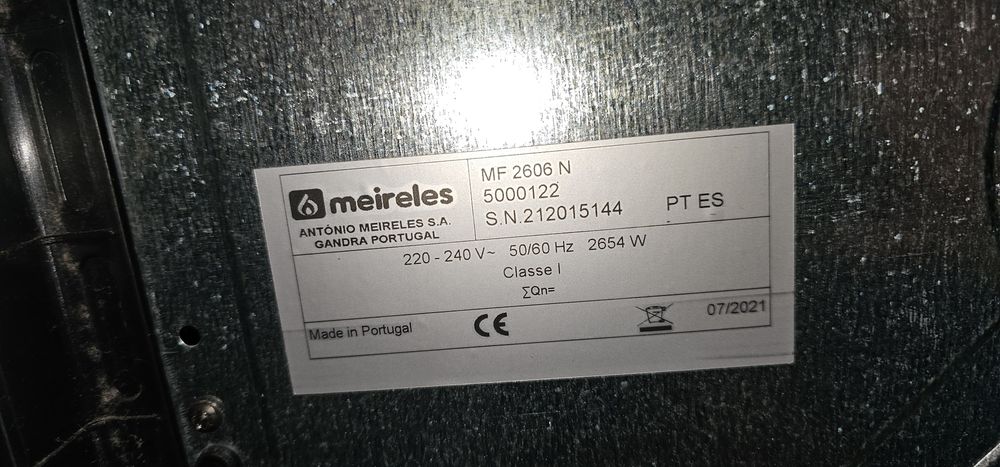 meireles
ANTÓNIO MEIRELES S.A.
GANDRA PORTUGAL
MF 2606 N
5000122
S.N.212015144
PT ES
220 - 240 V~ 50/60 Hz 2654 W
Classe I
∑Qn=
Made in Portugal
CE
07/2021